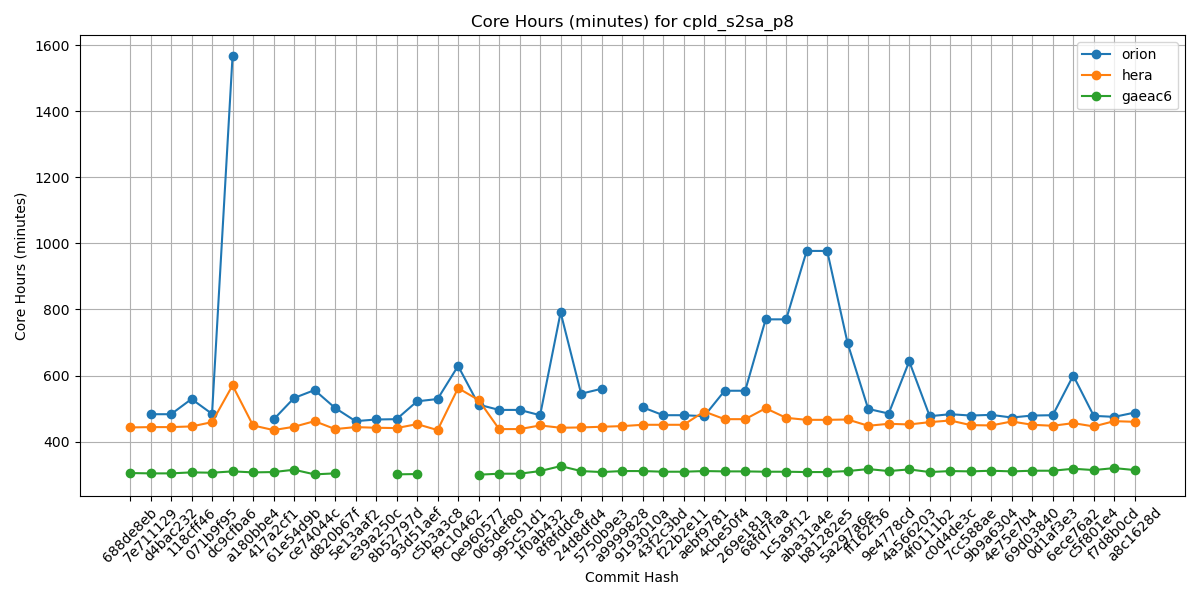 Core Hours (minutes) for cpld_s2sa_p8
orion
hera
gaeac6
1600
1400
1200
1000
800
600
400
Core Hours (minutes)
688de8eb
7e711129
d4bac232
118cff46
071b9f95
dc9cfba6
a180bbe4
417a2cf1
61e54d9b
ce74044c
d820b67f
5e13aaf2
e39a250c
8b52797d
93d51aef
c5b3a3c8
f9c10462
0e960577
065def80
995c51d1
1f0ab432
8f8fddc8
24d8dfd4
5750b9e3
a9999828
9193010a
43f2c3bd
f22b2e11
aebf9781
4cbe50f4
269e181a
68fd7faa
1c5a9f12
aba31a4e
b81282e5
5a297a6e
ff162f36
9e4778cd
4a566203
4f0111b2
c0d4de3c
7cc588ae
9b9a6304
4e75e7b4
69d03840
0d1af3e3
6ece76a2
c5f801e4
f7d8b0cd
a8c1628d
Commit Hash